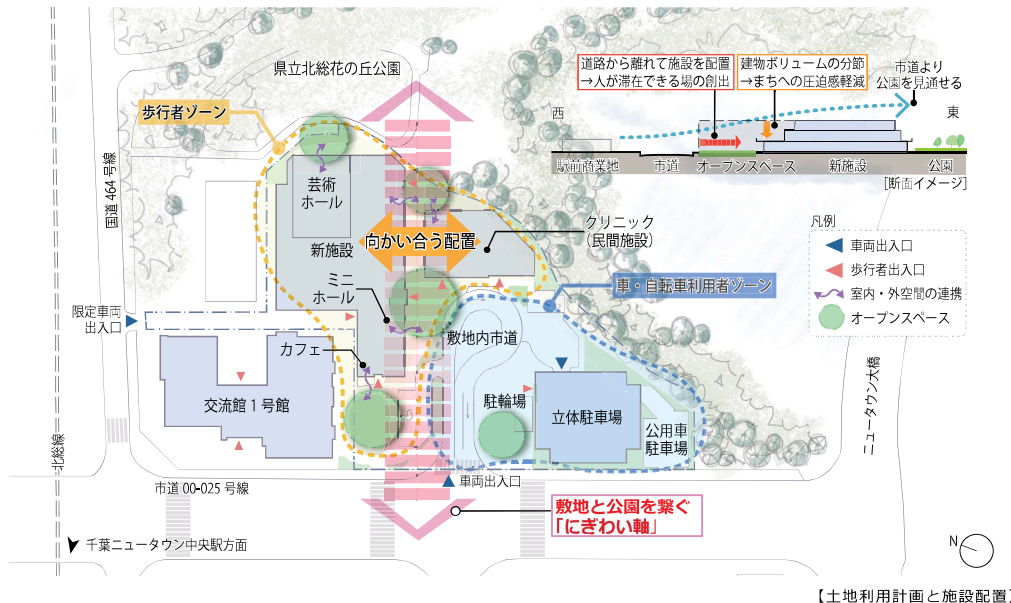 県立北総花の丘公園
歩行者ゾーン
国道 464 号線
芸術
ホール
新施設
向かい合う配置
クリニック
（民間施設）
ミニ
ホール
車・自転車利用者ゾーン
限定車両
出入口
カフェ
敷地内市道
交流館 1 号館
駐輪場
立体駐車場
公用車
駐車場
北総線
ニュータウン大橋
市道 00-025 号線
車両出入口
敷地と公園を繋ぐ
「にぎわい軸」
千葉ニュータウン中央駅方面
道路から離れて施設を配置
→人が滞在できる場の創出
建物ボリュームの分節
→まちへの圧迫感軽減
市道より
公園を見通せる
西
東
駅前商業地
市道
オープンスペース
新施設
公園
[断面イメージ]
凡例
車両出入口
歩行者出入口
室内・外空間の連携
オープンスペース
N
【土地利用計画と施設配置】